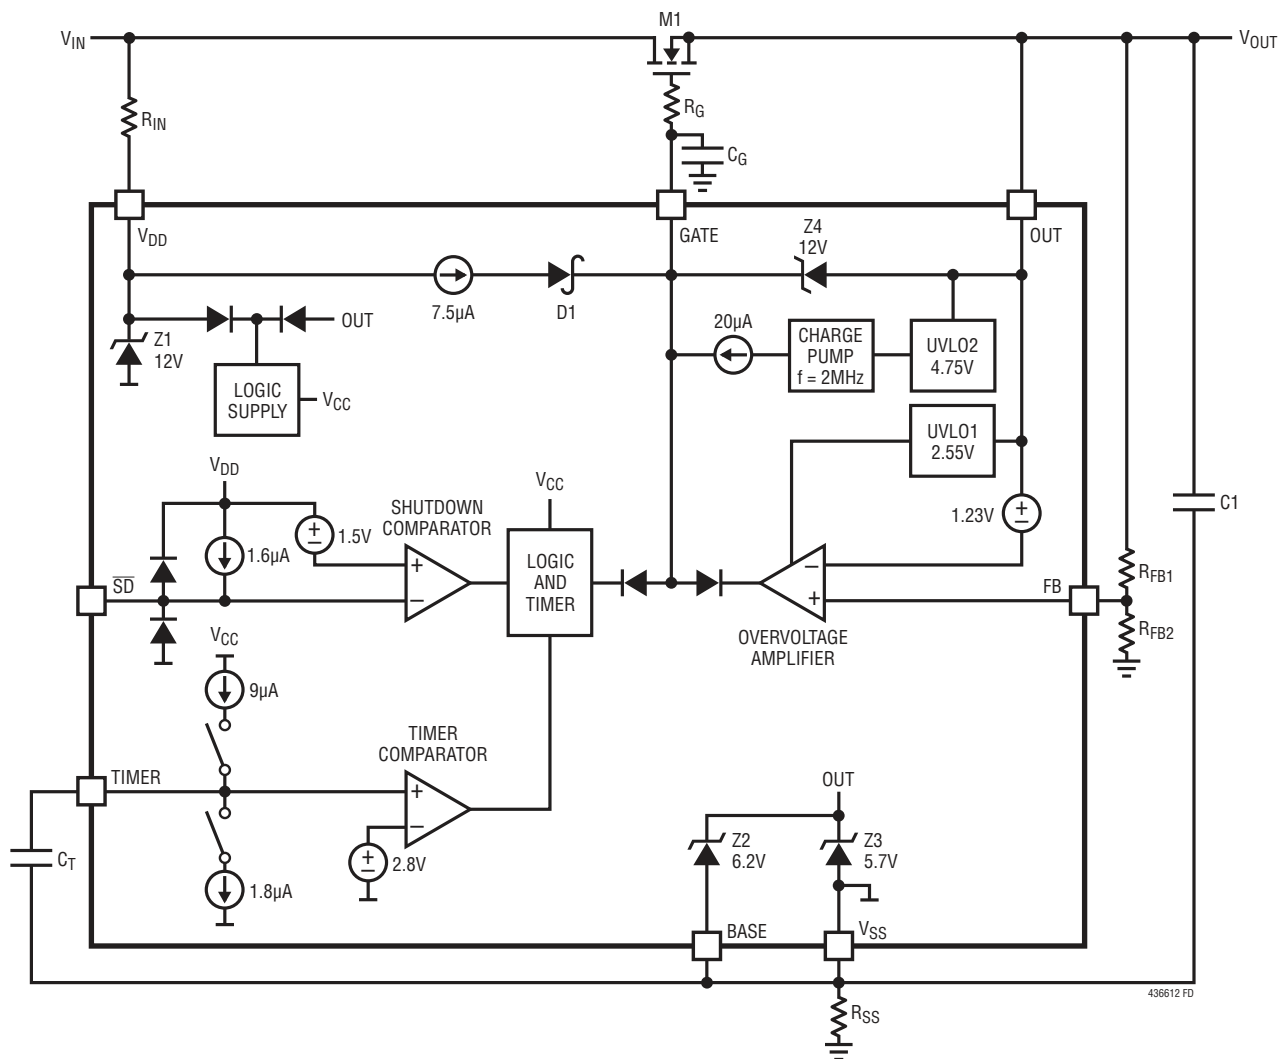 M1
VIN
VOUT
RIN
RG
CG
VDD
GATE
OUT
Z4
12V
7.5µA
D1
Z1
12V
OUT
20µA
CHARGE
PUMP
f = 2MHz
UVLO2
4.75V
LOGIC
SUPPLY
VCC
UVLO1
2.55V
VDD
SHUTDOWN
COMPARATOR
VCC
1.23V
C1
1.5V
1.6µA
LOGIC
AND
TIMER
SD
FB
RFB1
RFB2
OVERVOLTAGE
AMPLIFIER
VCC
9µA
TIMER
COMPARATOR
TIMER
OUT
CT
2.8V
1.8µA
Z2
6.2V
Z3
5.7V
BASE
VSS
RSS
436612 FD
+
−
+
−
+
−
+
−
+
−
+
−